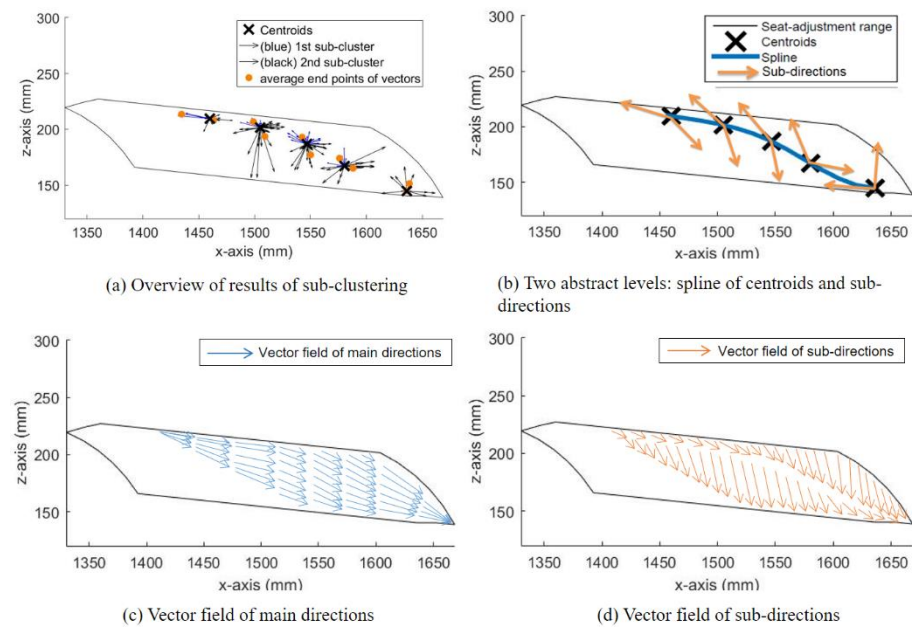 300
250
200
150
z-axis (mm)
Centroids
(blue) 1st sub-cluster
(black) 2nd sub-cluster
average end points of vectors
1350 1400 1450 1500 1550 1600 1650
x-axis (mm)
(a) Overview of results of sub-clustering
300
250
200
150
z-axis (mm)
Seat-adjustment range
Centroids
Spline
Sub-directions
1350 1400 1450 1500 1550 1600 1650
x-axis (mm)
(b) Two abstract levels: spline of centroids and sub-
directions
300
250
200
150
z-axis (mm)
Vector field of main directions
1350 1400 1450 1500 1550 1600 1650
x-axis (mm)
(c) Vector field of main directions
300
250
200
150
z-axis (mm)
Vector field of sub-directions
1350 1400 1450 1500 1550 1600 1650
x-axis (mm)
(d) Vector field of sub-directions